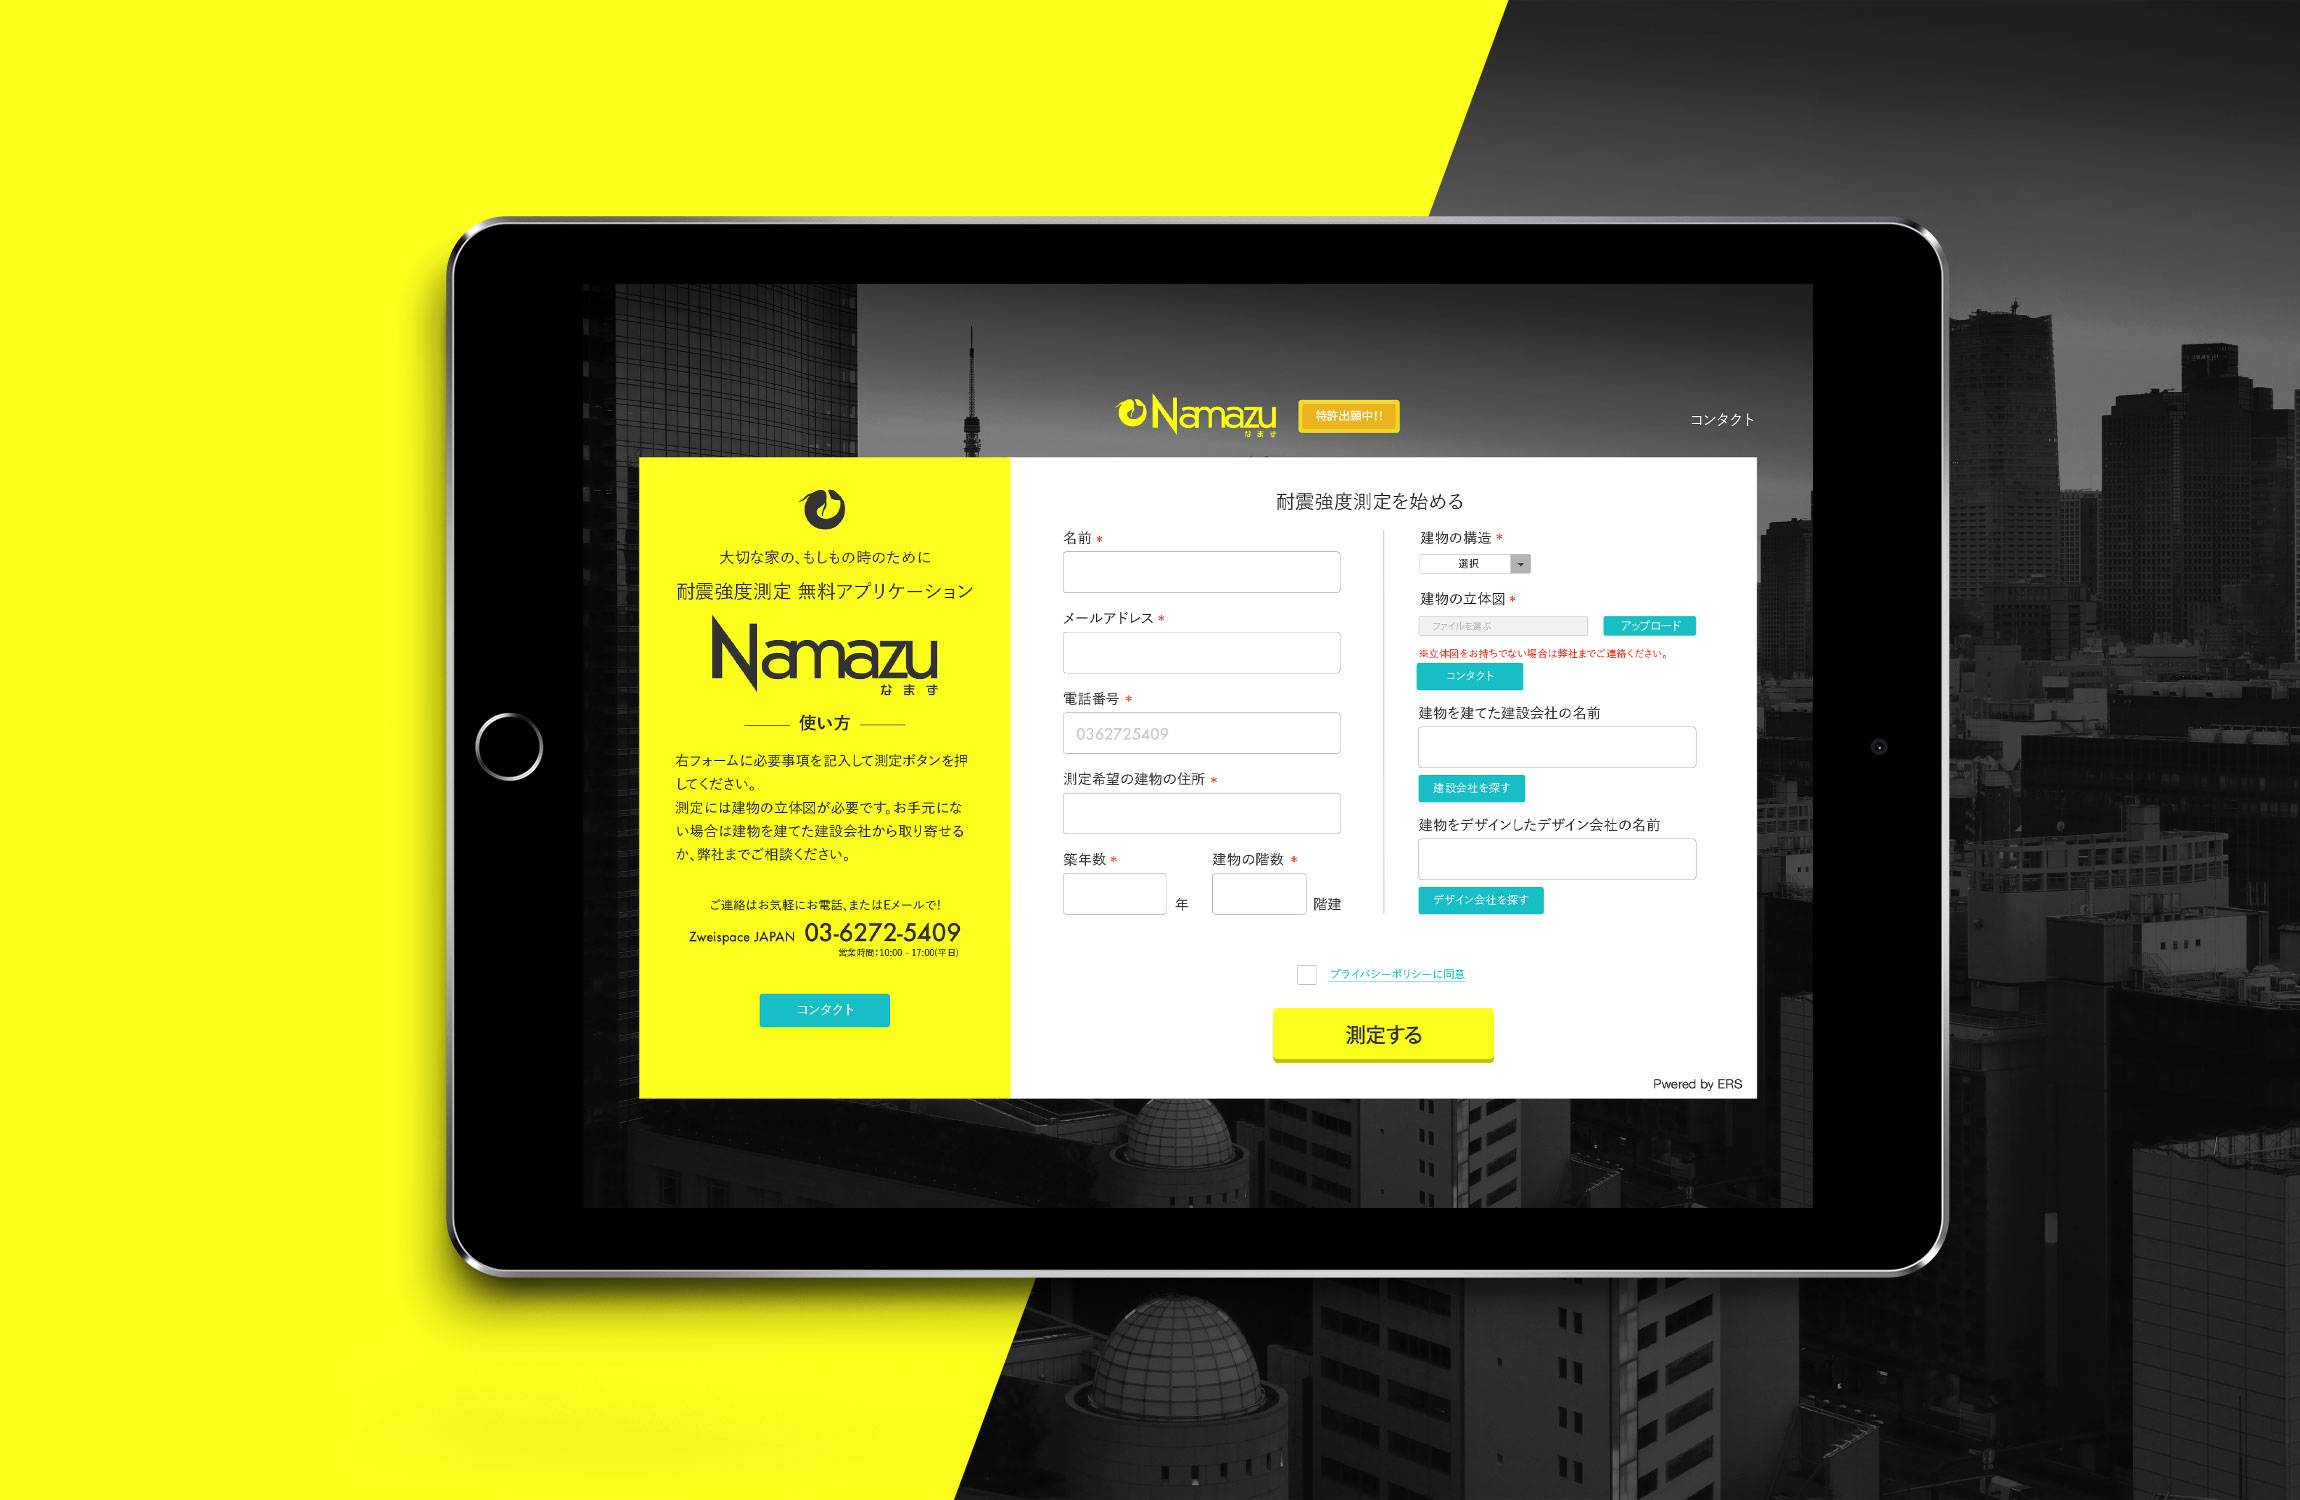 Namazu
なまず
特許出願中!!
コンタクト
大切な家の、もしもの時のために
耐震強度測定 無料アプリケーション
Namazu
なまず
使い方
右フォームに必要事項を記入して測定ボタンを押
してください。
測定には建物の立体図が必要です。お手元にな
い場合は建物を建てた建設会社から取り寄せる
か、弊社までご相談ください。
ご連絡はお気軽にお電話、またはEメールで!
Zweispace JAPAN 03-6272-5409
営業時間:10:00 - 17:00(平日)
コンタクト
耐震強度測定を始める
名前 *
メールアドレス *
電話番号 *
0362725409
測定希望の建物の住所 *
築年数 * 建物の階数 *
年 階建
建物の構造 *
選択
建物の立体図 *
ファイルを選ぶ アップロード
※立体図をお持ちでない場合は弊社までご連絡ください。
コンタクト
建物を建てた建設会社の名前
建設会社を探す
建物をデザインしたデザイン会社の名前
デザイン会社を探す
プライバシーポリシーに同意
測定する
Pwered by ERS